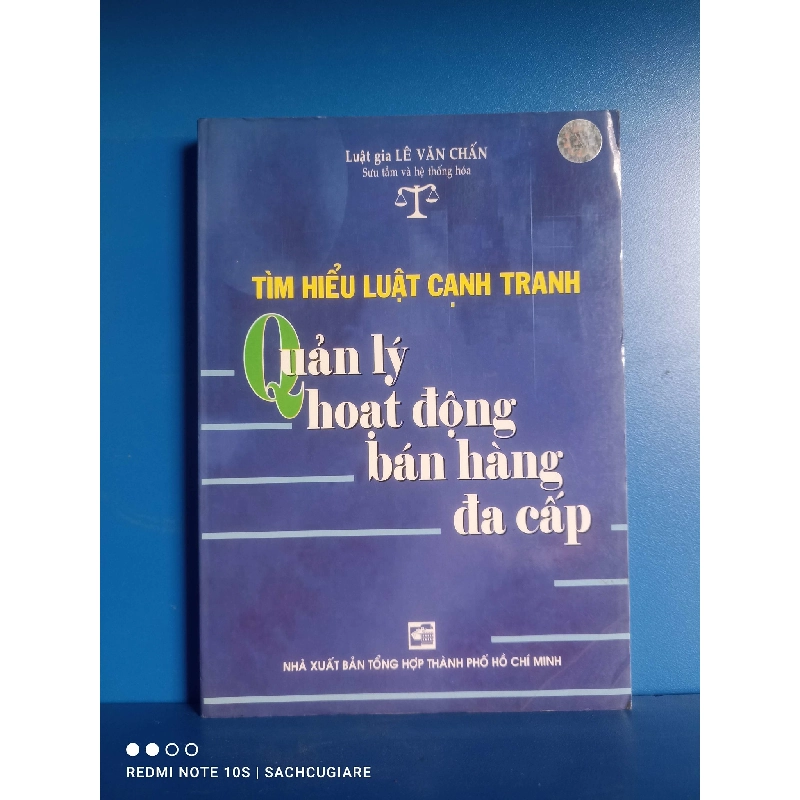 Luật gia LÊ VĂN CHẤN
Sưu tầm và hệ thống hóa
TÌM HIỂU LUẬT CẠNH TRANH
Quản lý
hoạt động
bán hàng
đa cấp
NHÀ XUẤT BẢN TỔNG HỢP THÀNH PHỐ HỒ CHÍ MINH
REDMI NOTE 10S | SACHCUGIARE